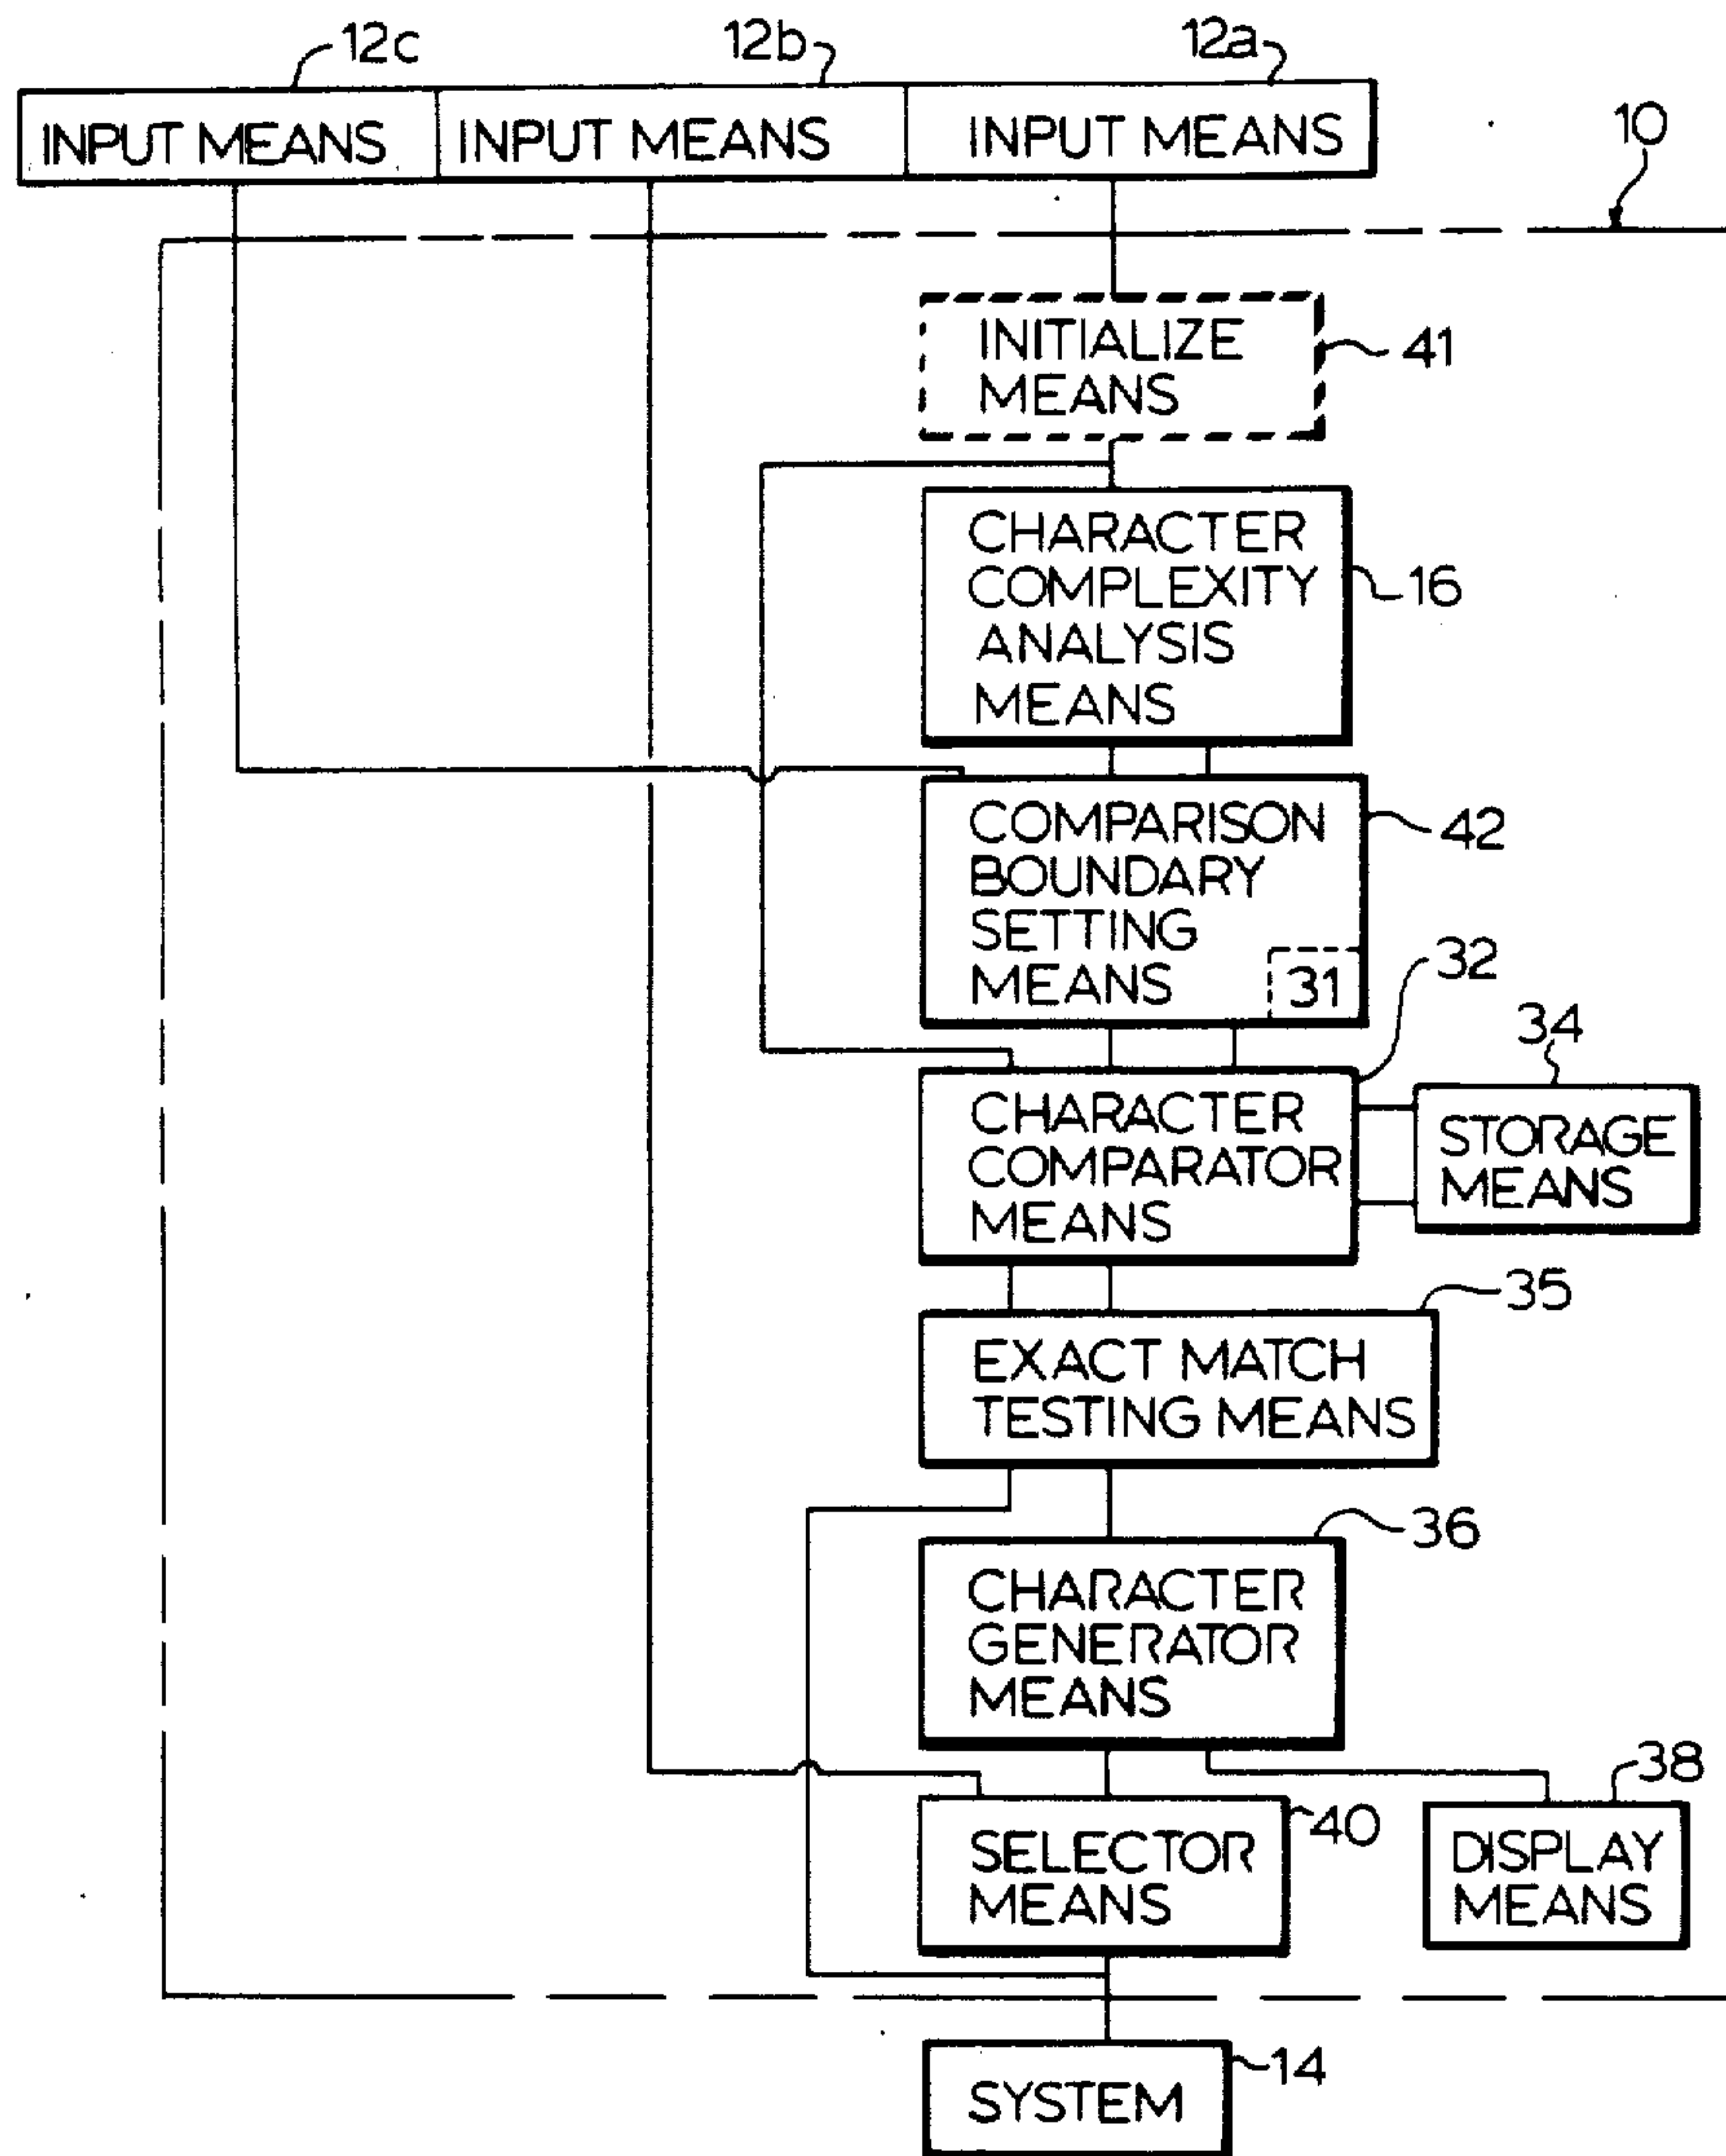 12c 12b 12a
INPUT MEANS INPUT MEANS INPUT MEANS
10
INITIALIZE
MEANS
41
CHARACTER
COMPLEXITY
ANALYSIS
MEANS
16
COMPARISON
BOUNDARY
SETTING
MEANS
42
31
32
CHARACTER
COMPARATOR
MEANS
34
STORAGE
MEANS
35
EXACT MATCH
TESTING MEANS
36
CHARACTER
GENERATOR
MEANS
38
40
SELECTOR
MEANS
DISPLAY
MEANS
14
SYSTEM